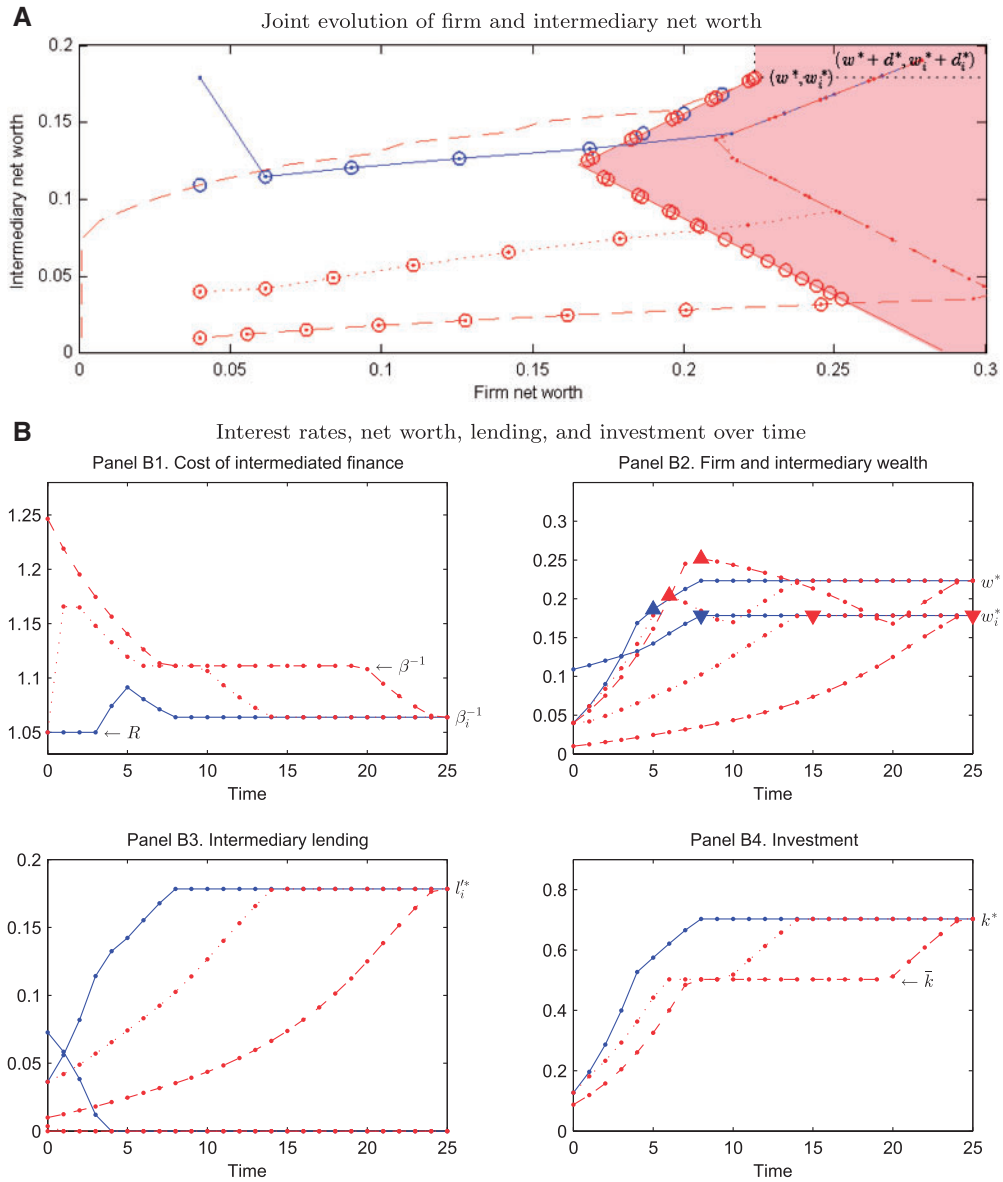 A
Joint evolution of firm and intermediary net worth
0.2
0.15
0.1
0.05
0
Intermediary net worth
(w* + d*, w_i* + d_i*)
(w*, w_i*)
0 0.05 0.1 0.15 0.2 0.25 0.3
Firm net worth
B
Interest rates, net worth, lending, and investment over time
Panel B1. Cost of intermediated finance
1.25
1.2
1.15
1.1
1.05
← β⁻¹
β_i⁻¹
← R
0 5 10 15 20 25
Time
Panel B2. Firm and intermediary wealth
0.3
0.25
0.2
0.15
0.1
0.05
0
w*
w_i*
0 5 10 15 20 25
Time
Panel B3. Intermediary lending
0.2
0.15
0.1
0.05
0
l_i′*
0 5 10 15 20 25
Time
Panel B4. Investment
0.8
0.6
0.4
0.2
0
k*
← k̄
0 5 10 15 20 25
Time